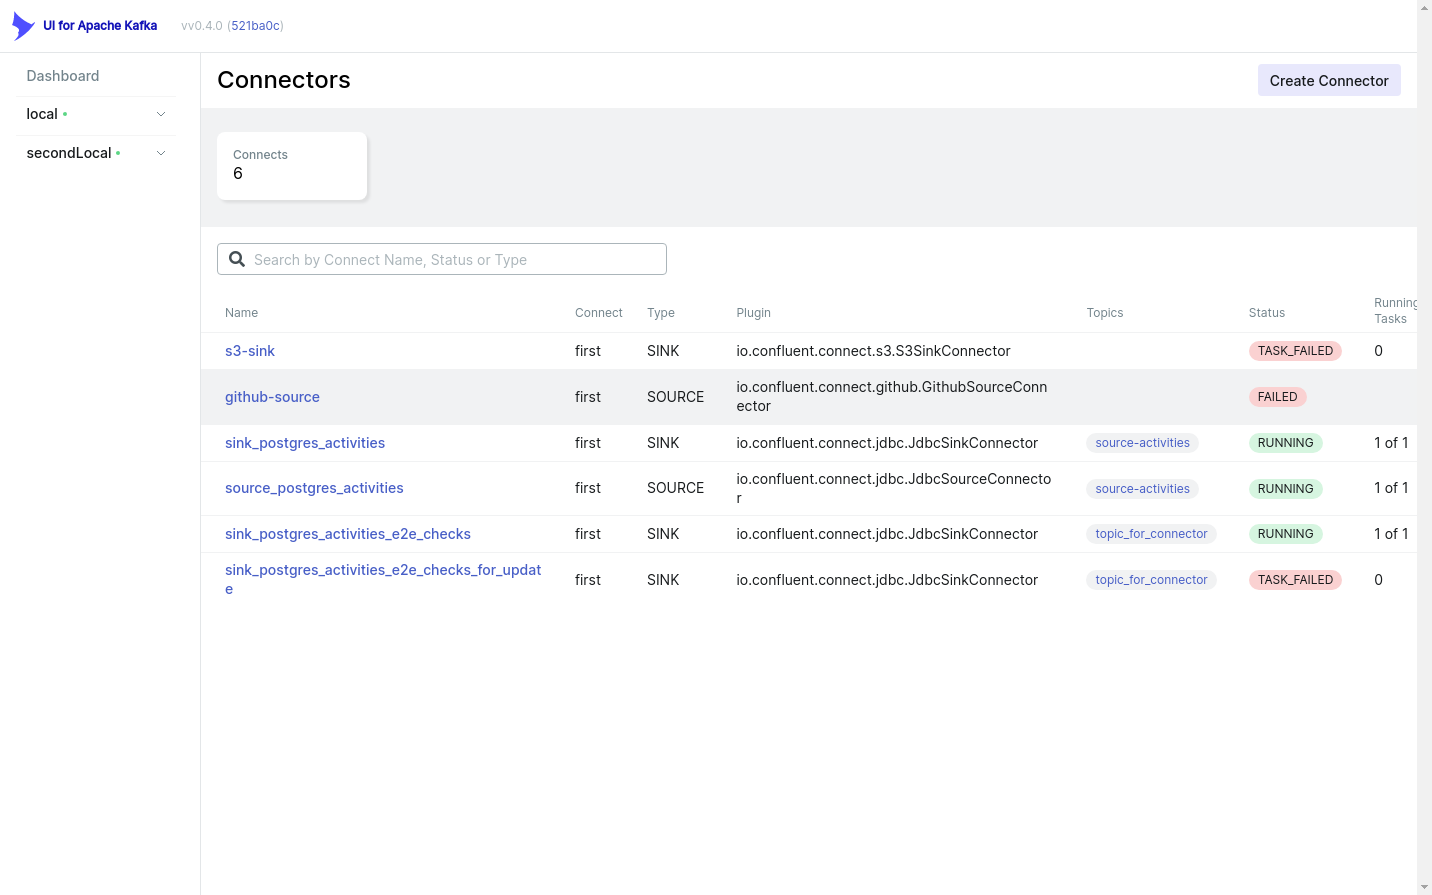 UI for Apache Kafka vv0.4.0 (521ba0c)
Dashboard
local
secondLocal
Connectors
Create Connector
Connects
6
Search by Connect Name, Status or Type
Name Connect Type Plugin Topics Status Running
Tasks
s3-sink first SINK io.confluent.connect.s3.S3SinkConnector TASK_FAILED 0
github-source first SOURCE io.confluent.connect.github.GithubSourceConn
ector FAILED
sink_postgres_activities first SINK io.confluent.connect.jdbc.JdbcSinkConnector source-activities RUNNING 1 of 1
source_postgres_activities first SOURCE io.confluent.connect.jdbc.JdbcSourceConnecto
r source-activities RUNNING 1 of 1
sink_postgres_activities_e2e_checks first SINK io.confluent.connect.jdbc.JdbcSinkConnector topic_for_connector RUNNING 1 of 1
sink_postgres_activities_e2e_checks_for_updat
e first SINK io.confluent.connect.jdbc.JdbcSinkConnector topic_for_connector TASK_FAILED 0